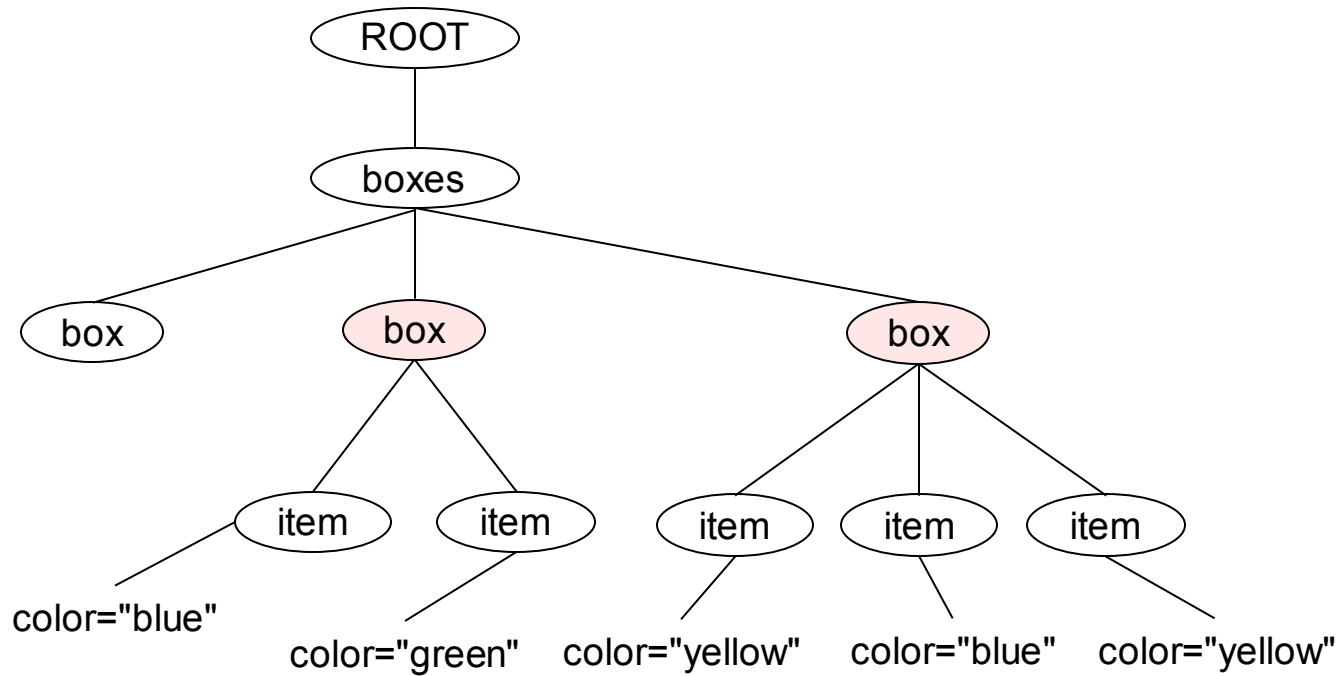 ROOT
boxes
box
box
box
item
item
item
item
item
color="blue"
color="green"
color="yellow"
color="blue"
color="yellow"